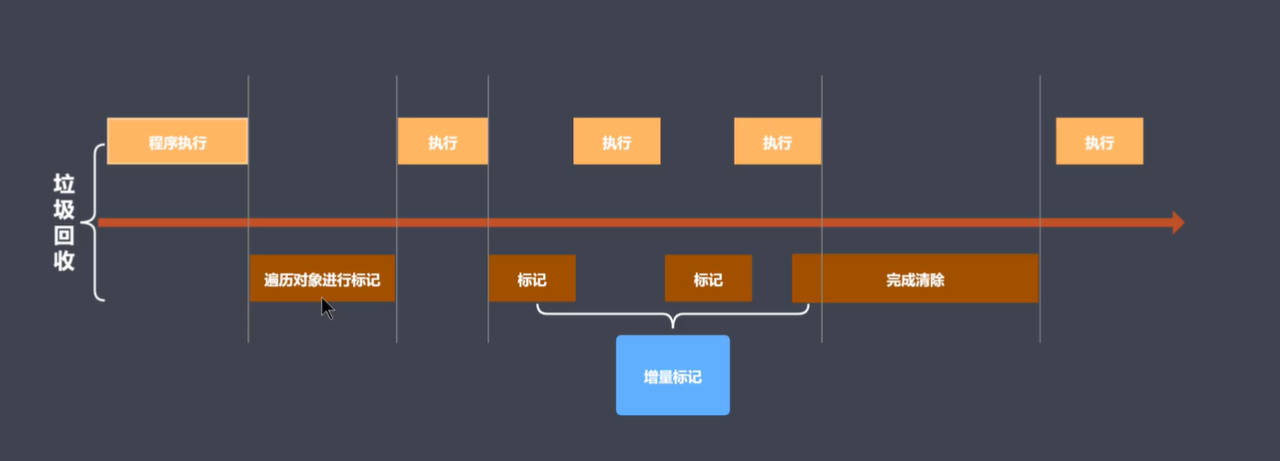 程序执行
执行
执行
执行
执行
垃圾回收
遍历对象进行标记
标记
标记
完成清除
增量标记